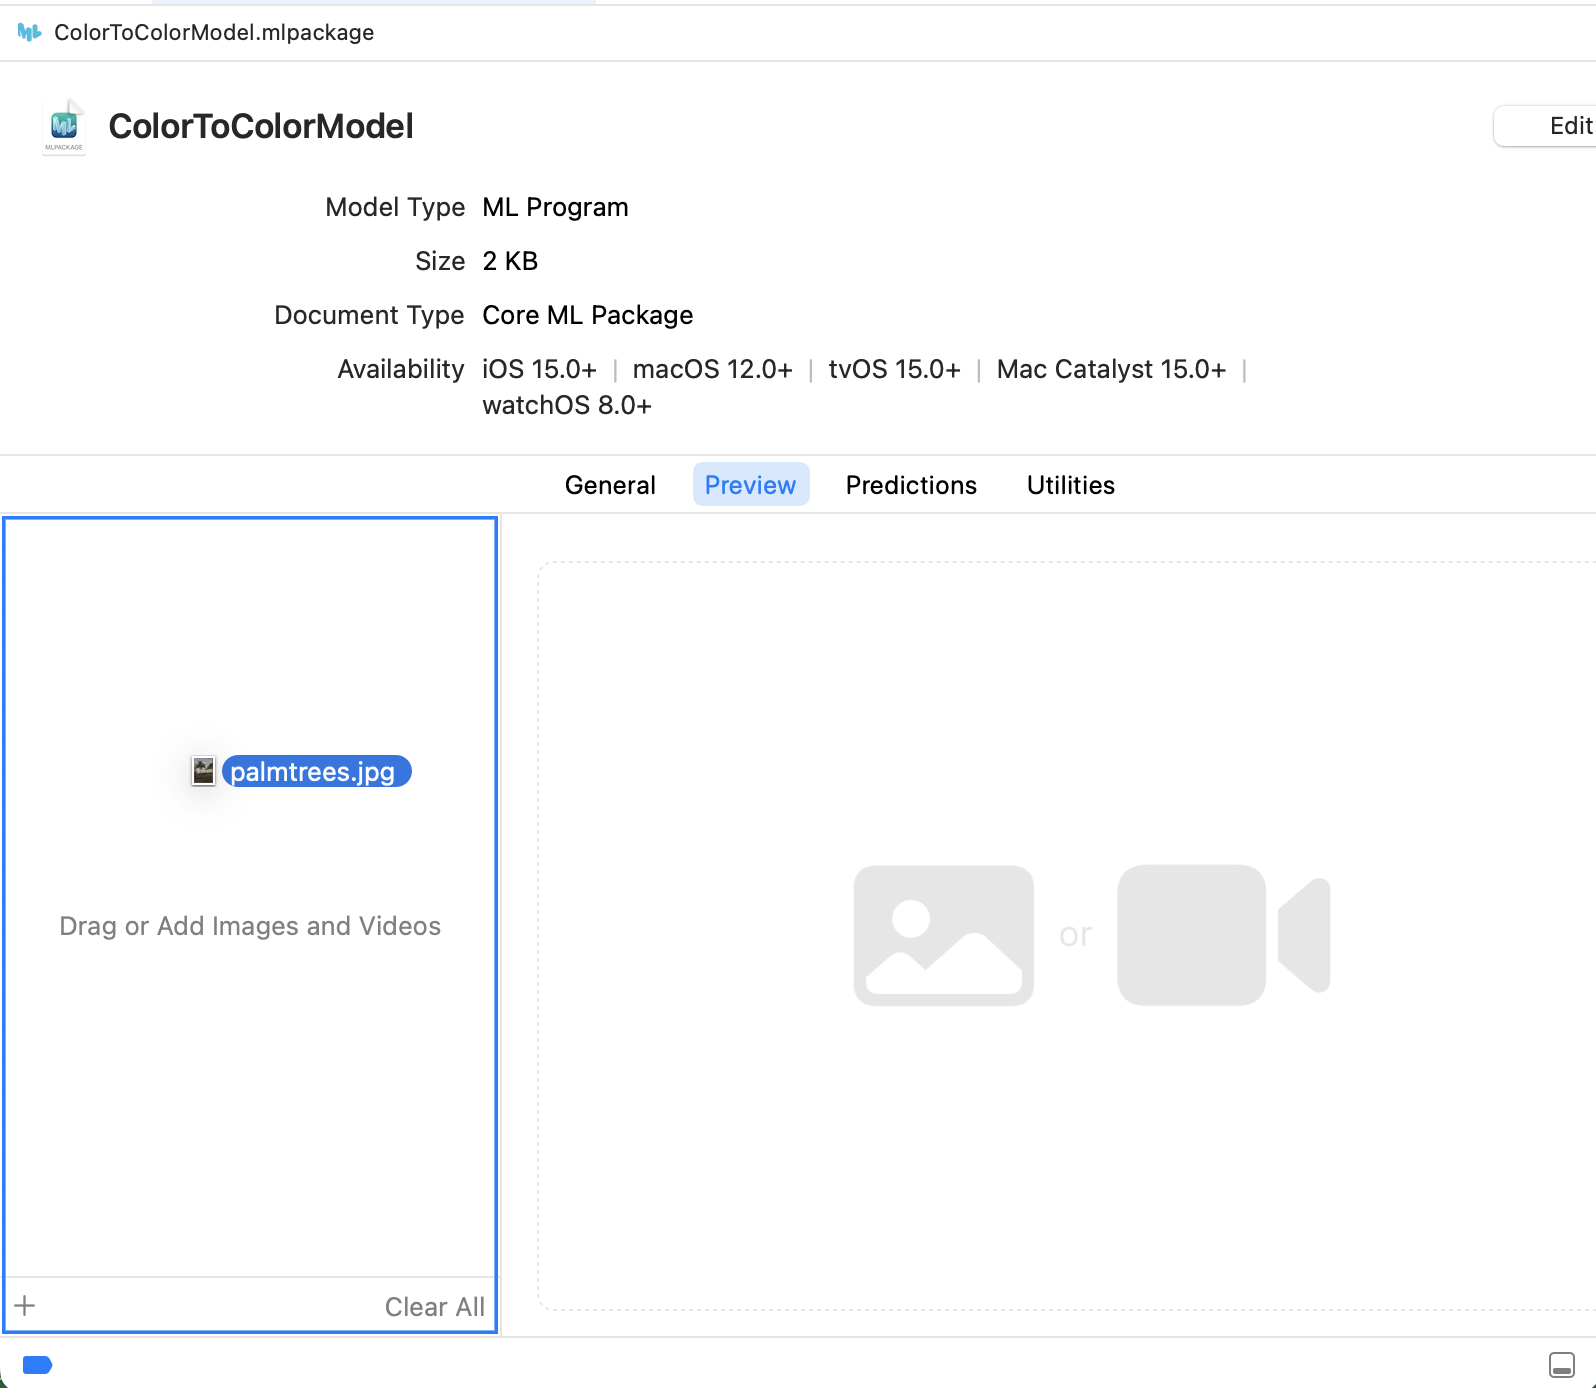 ColorToColorModel.mlpackage
ML
MLPACKAGE
ColorToColorModel
Edit
Model Type ML Program
Size 2 KB
Document Type Core ML Package
Availability iOS 15.0+ | macOS 12.0+ | tvOS 15.0+ | Mac Catalyst 15.0+ |
watchOS 8.0+
General Preview Predictions Utilities
palmtrees.jpg
Drag or Add Images and Videos
or
Clear All